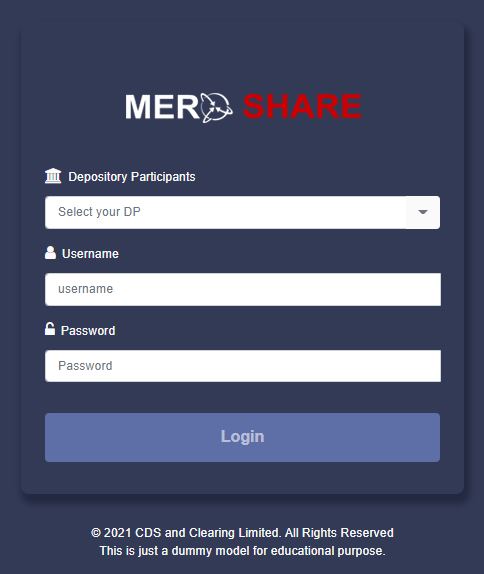 MERO SHARE
Depository Participants
Select your DP
Username
username
Password
Password
Login
© 2021 CDS and Clearing Limited. All Rights Reserved
This is just a dummy model for educational purpose.